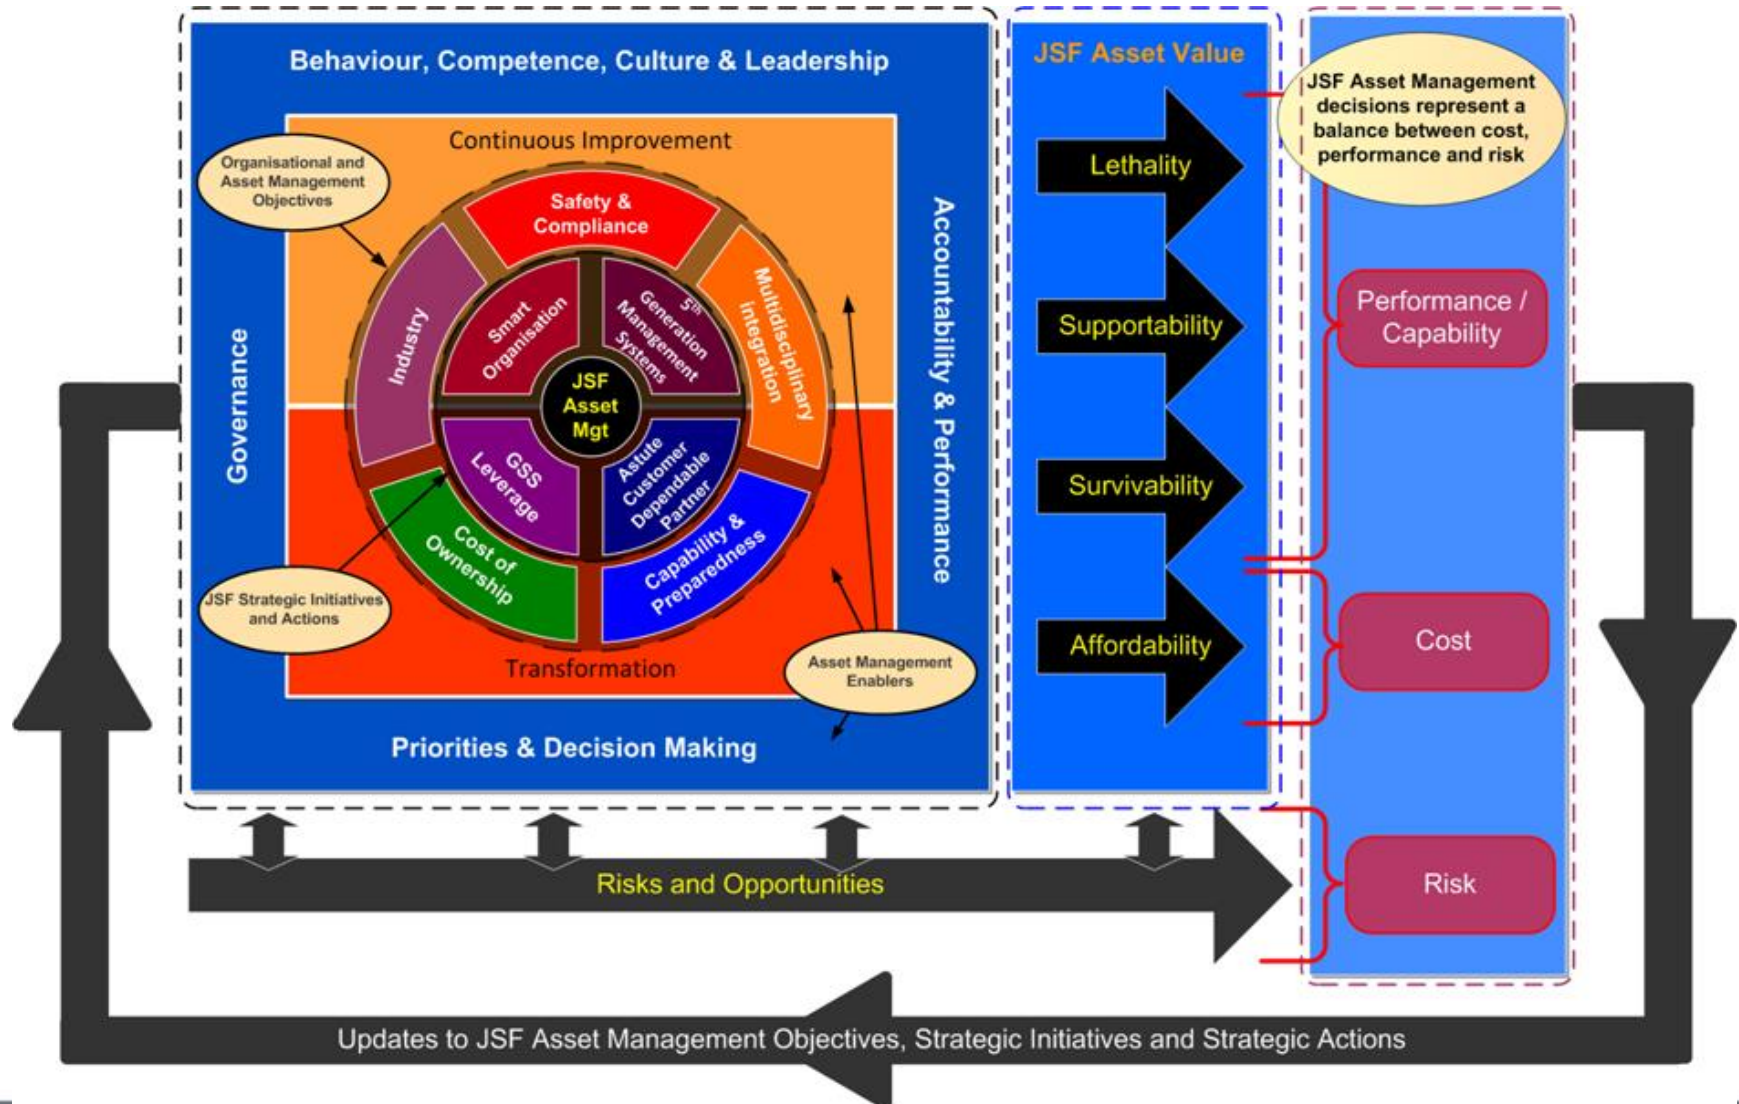 Behaviour, Competence, Culture & Leadership
Continuous Improvement
Organisational and
Asset Management
Objectives
Governance
Accountability & Performance
Safety &
Compliance
Multidisciplinary
integration
Industry
Smart
Organisation
5th
Generation
Management
Systems
JSF
Asset
Mgt
GSS
Leverage
Astute
Customer
Dependable
Partner
Cost of
Ownership
Capability &
Preparedness
JSF Strategic Initiatives
and Actions
Transformation
Asset Management
Enablers
Priorities & Decision Making
JSF Asset Value
Lethality
Supportability
Survivability
Affordability
JSF Asset Management
decisions represent a
balance between cost,
performance and risk
Performance /
Capability
Cost
Risk
Risks and Opportunities
Updates to JSF Asset Management Objectives, Strategic Initiatives and Strategic Actions